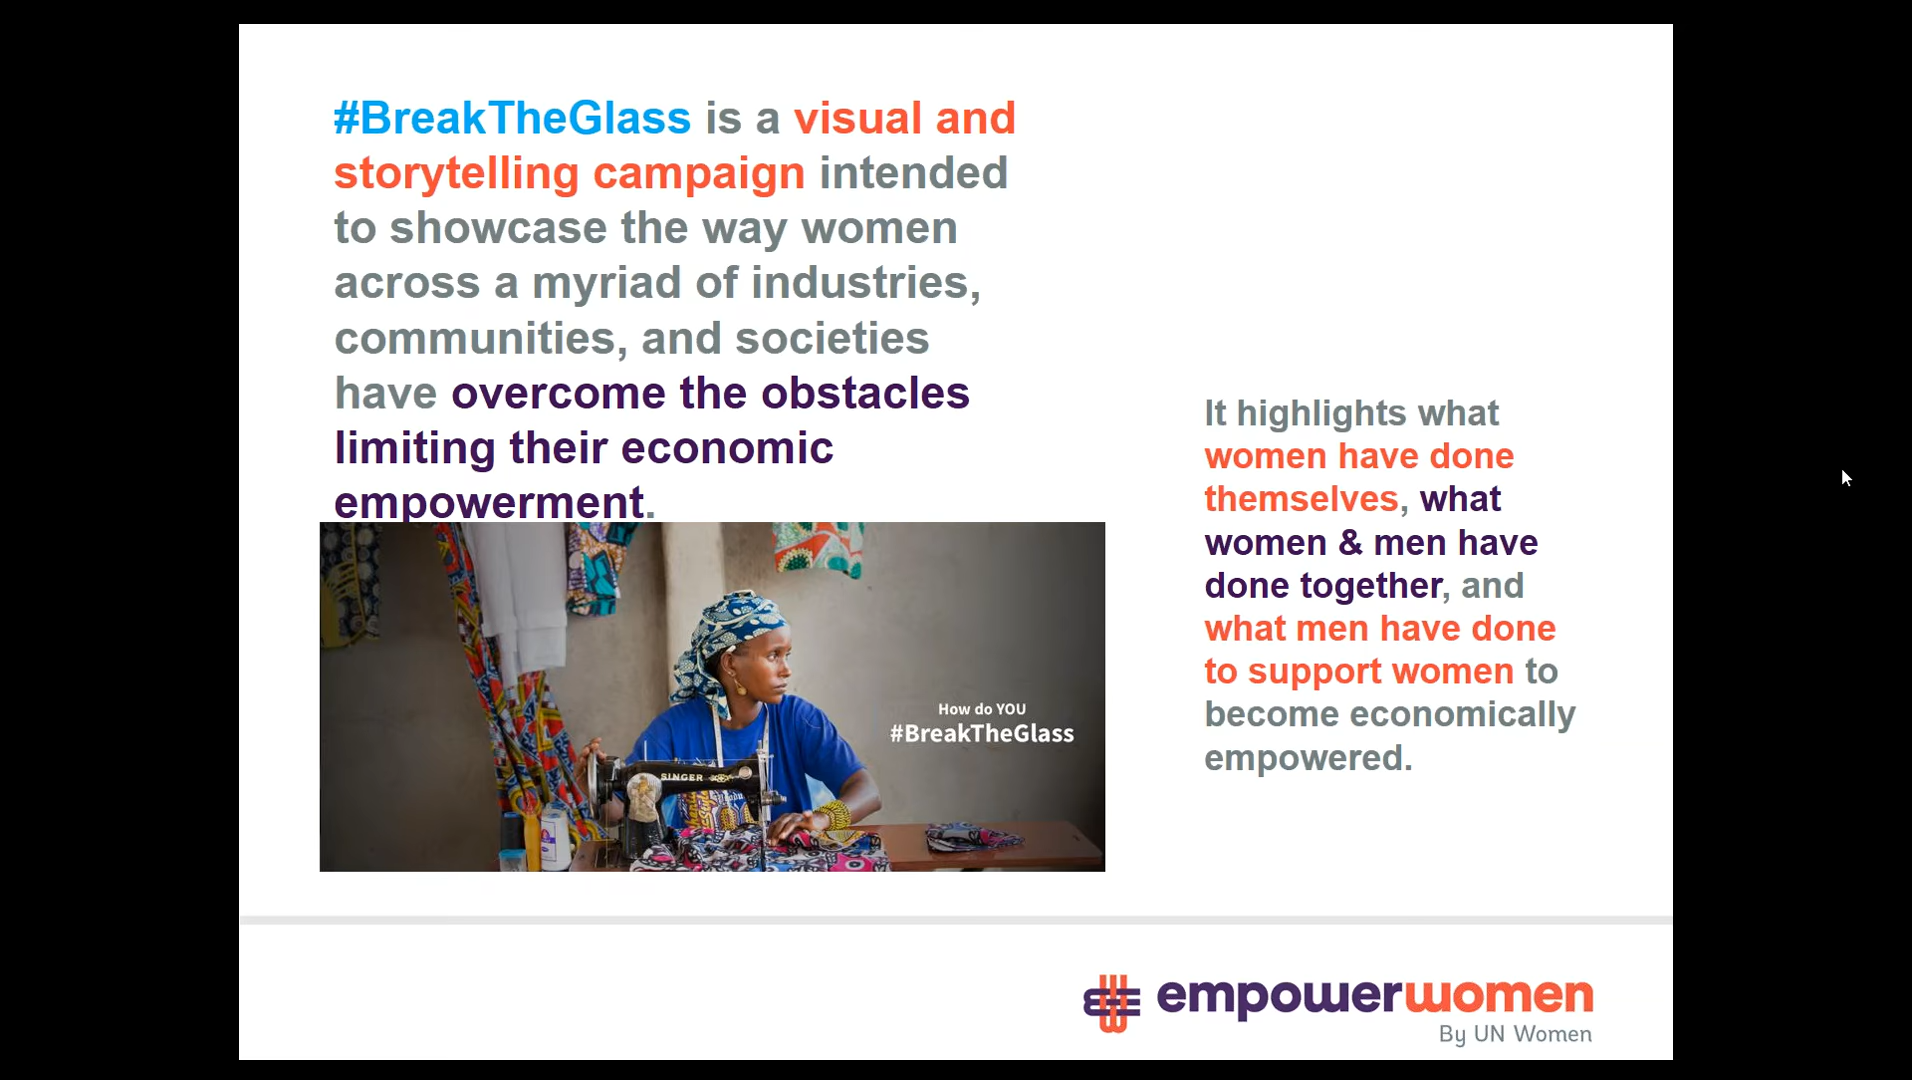 #BreakTheGlass is a visual and
storytelling campaign intended
to showcase the way women
across a myriad of industries,
communities, and societies
have overcome the obstacles
limiting their economic
empowerment.
It highlights what
women have done
themselves, what
women & men have
done together, and
what men have done
to support women to
become economically
empowered.
How do YOU
#BreakTheGlass
SINGER
empowerwomen
By UN Women